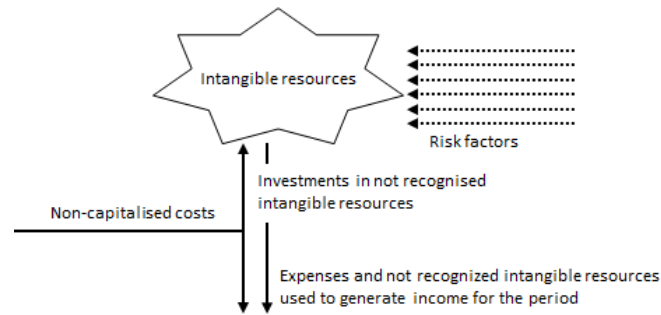 Intangible resources
Risk factors
Investments in not recognised
intangible resources
Non-capitalised costs
Expenses and not recognized intangible resources
used to generate income for the period